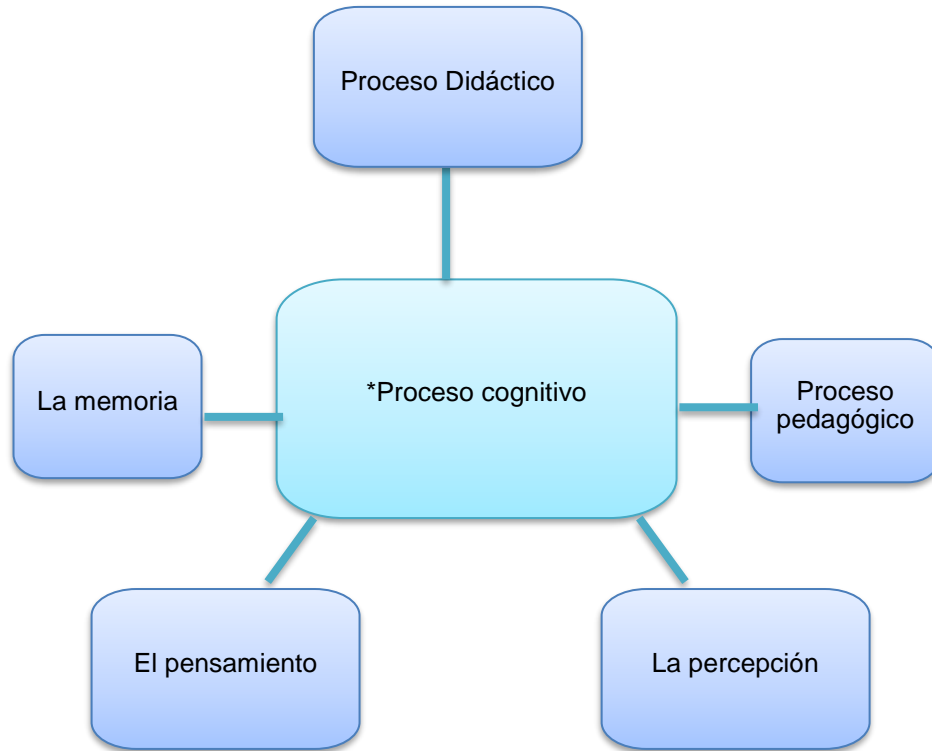 Proceso Didáctico
La memoria
*Proceso cognitivo
Proceso
pedagógico
El pensamiento
La percepción